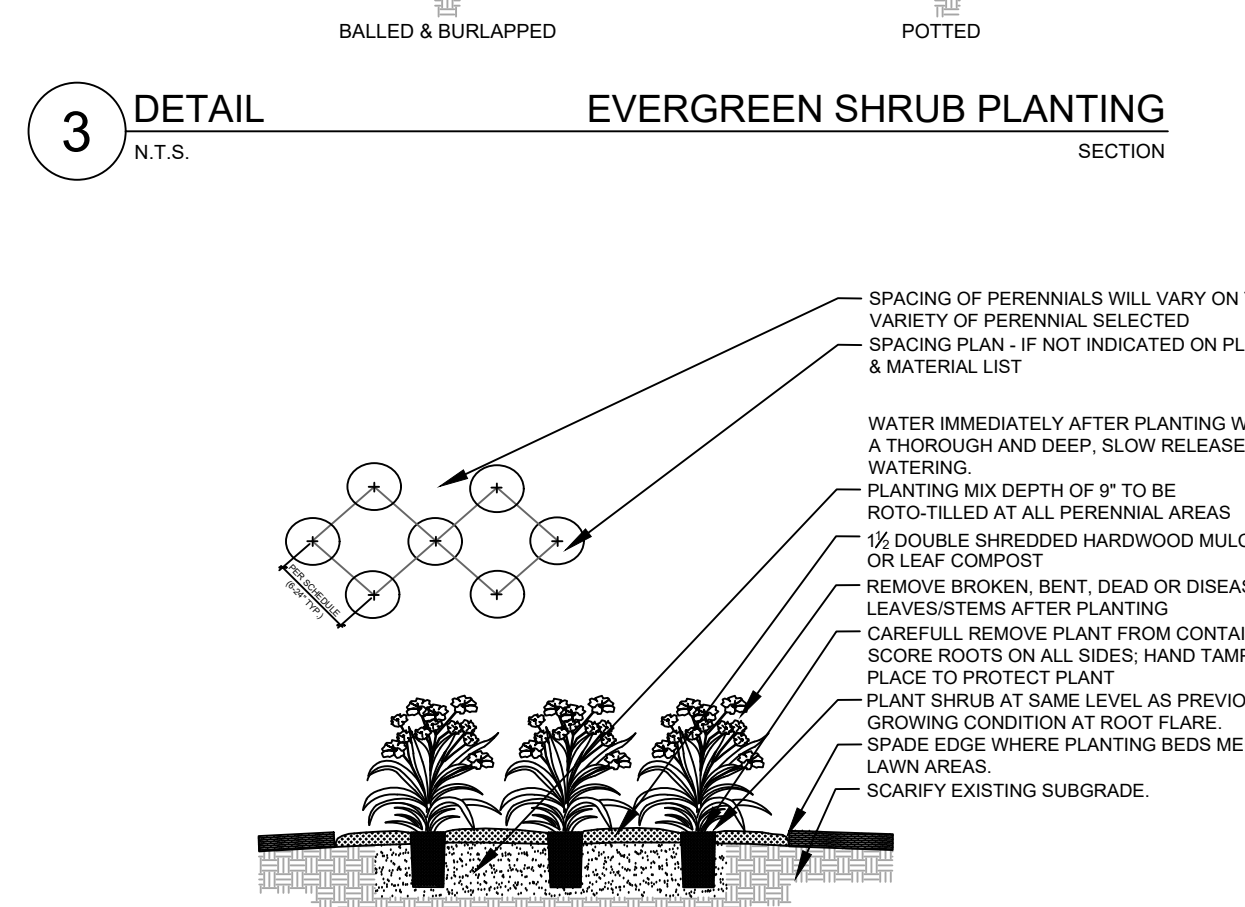 BALLED & BURLAPPED
POTTED
3
DETAIL
EVERGREEN SHRUB PLANTING
N.T.S.
SECTION
SPACING OF PERENNIALS WILL VARY ON
VARIETY OF PERENNIAL SELECTED
SPACING PLAN - IF NOT INDICATED ON PL
& MATERIAL LIST
WATER IMMEDIATELY AFTER PLANTING W
A THOROUGH AND DEEP, SLOW RELEASE
WATERING.
PLANTING MIX DEPTH OF 9" TO BE
ROTO-TILLED AT ALL PERENNIAL AREAS
1½ DOUBLE SHREDDED HARDWOOD MULC
OR LEAF COMPOST
REMOVE BROKEN, BENT, DEAD OR DISEAS
LEAVES/STEMS AFTER PLANTING
CAREFULL REMOVE PLANT FROM CONTAI
SCORE ROOTS ON ALL SIDES; HAND TAMP
PLACE TO PROTECT PLANT
PLANT SHRUB AT SAME LEVEL AS PREVIO
GROWING CONDITION AT ROOT FLARE.
SPADE EDGE WHERE PLANTING BEDS ME
LAWN AREAS.
SCARIFY EXISTING SUBGRADE.
PER SCHEDULE
(6-24" TYP.)